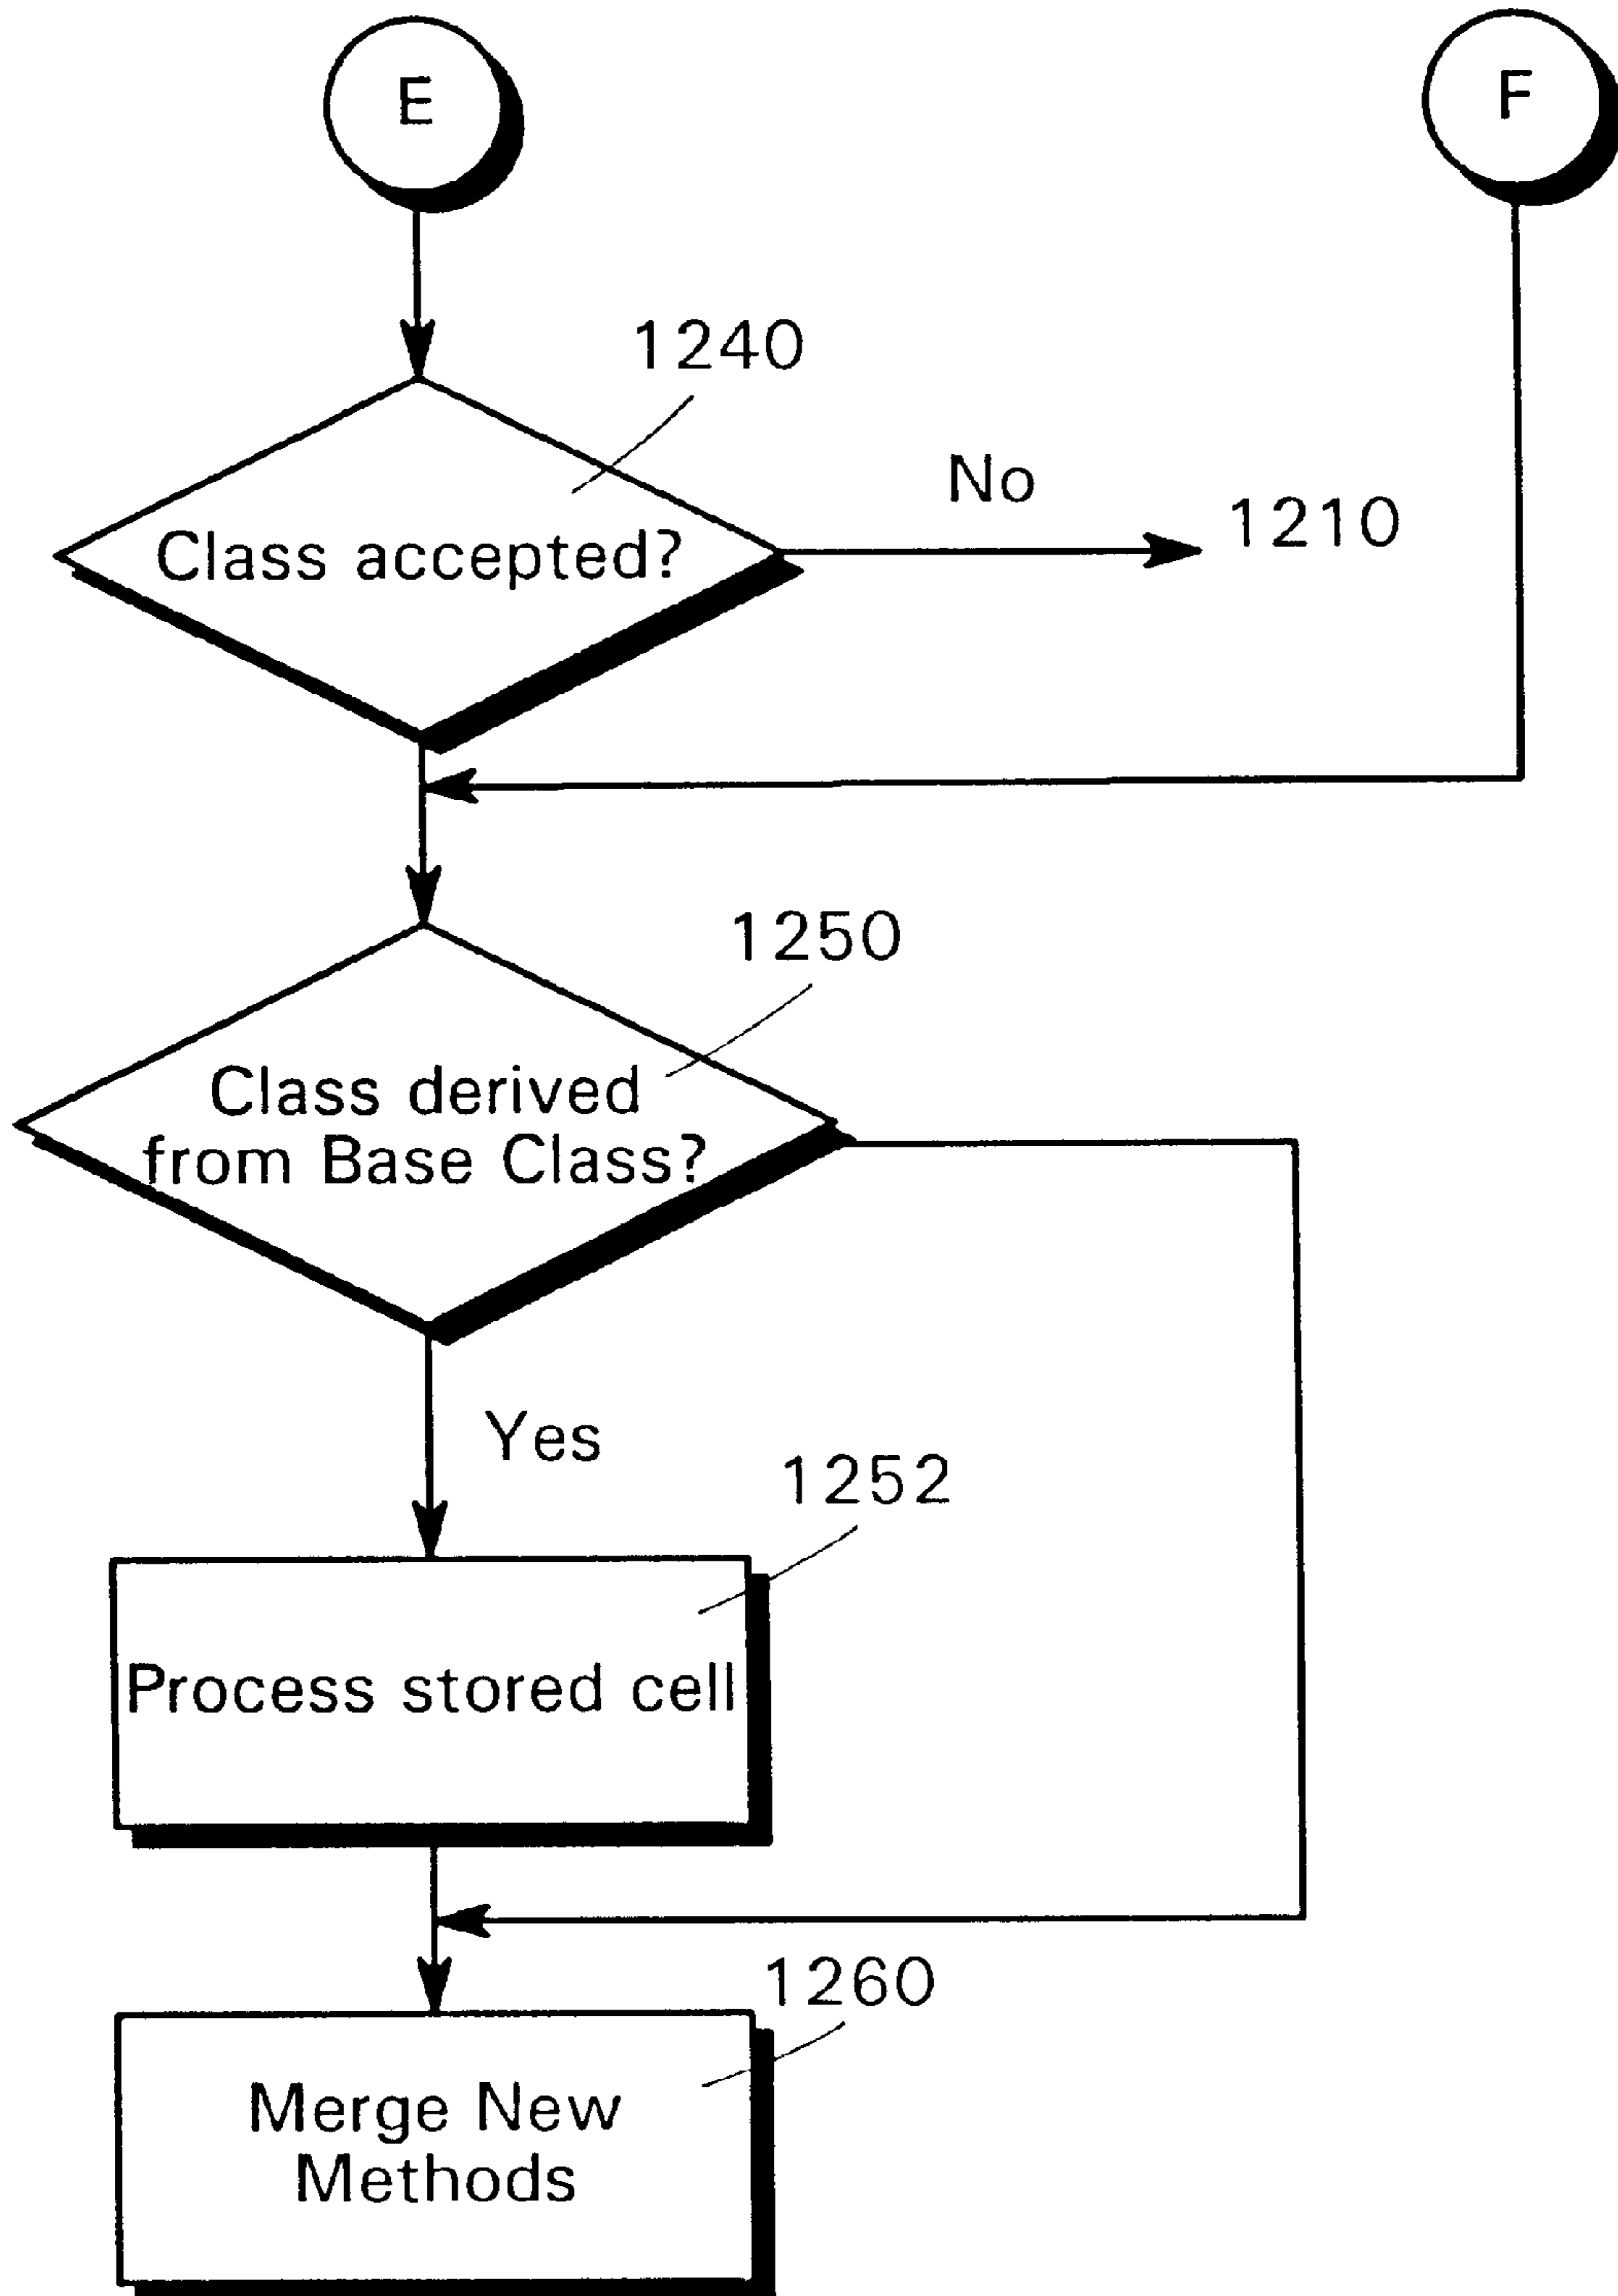 E
F
1240
No
1210
Class accepted?
1250
Class derived
from Base Class?
Yes
1252
Process stored cell
1260
Merge New
Methods